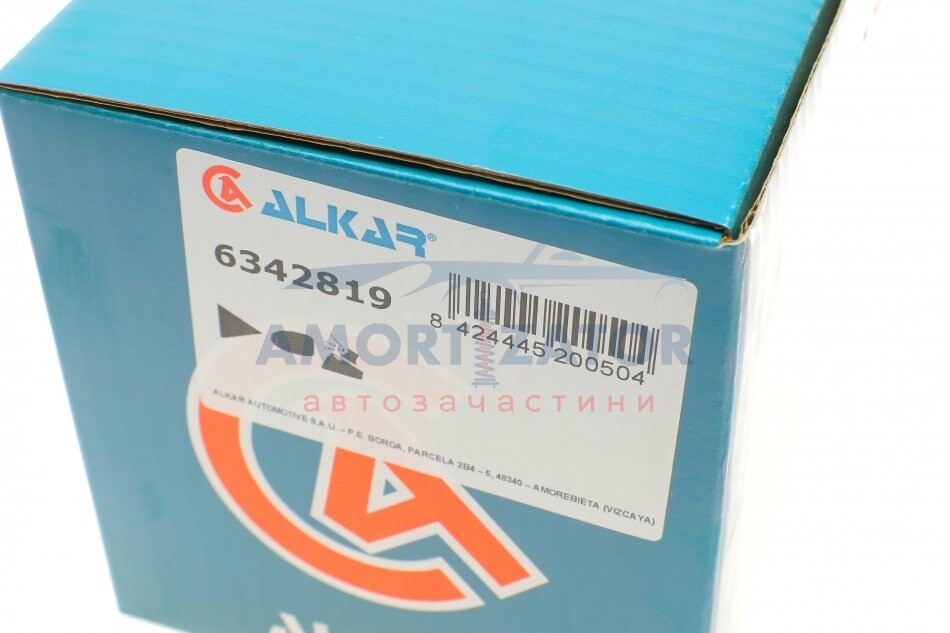 ALKAR®
6342819
8 424445 200504
AMORTIZATOR
автозачастини
ALKAR AUTOMOTIVE S.A.U. – P.E. BOROA, PARCELA 2B4 – 5, 48340 – AMOREBIETA (VIZCAYA)